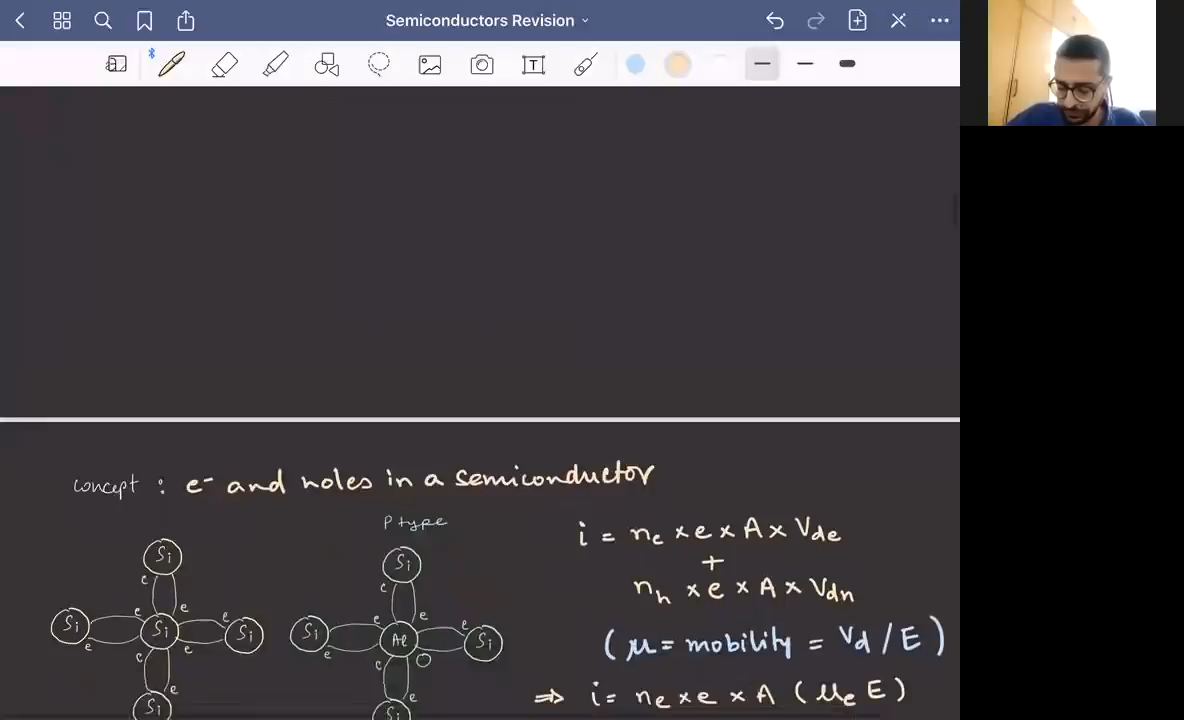 Semiconductors Revision
T
concept : e⁻ and holes in a semiconductor
P type
i = ne × e × A × Vde
+
nh × e × A × Vdh
(μ = mobility = Vd / E)
⇒ i = ne × e × A (μe E)
Si
e
e
Si
e
e
Si
e
e
Si
e
Si
Si
e
e
Si
e
e
Al
e
Si
e
e
Si